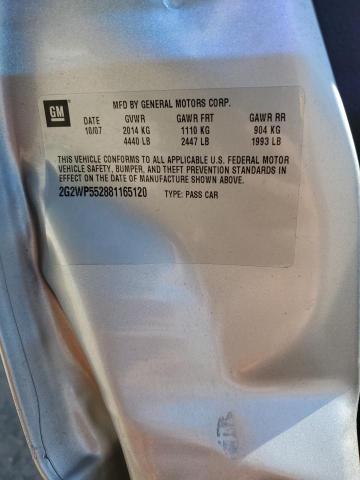 GM
MFD BY GENERAL MOTORS CORP.
DATE GVWR GAWR FRT GAWR RR
10/07 2014 KG 1110 KG 904 KG
4440 LB 2447 LB 1993 LB
THIS VEHICLE CONFORMS TO ALL APPLICABLE U.S. FEDERAL MOTOR
VEHICLE SAFETY, BUMPER, AND THEFT PREVENTION STANDARDS IN
EFFECT ON THE DATE OF MANUFACTURE SHOWN ABOVE.
2G2WP552881165120 TYPE: PASS CAR